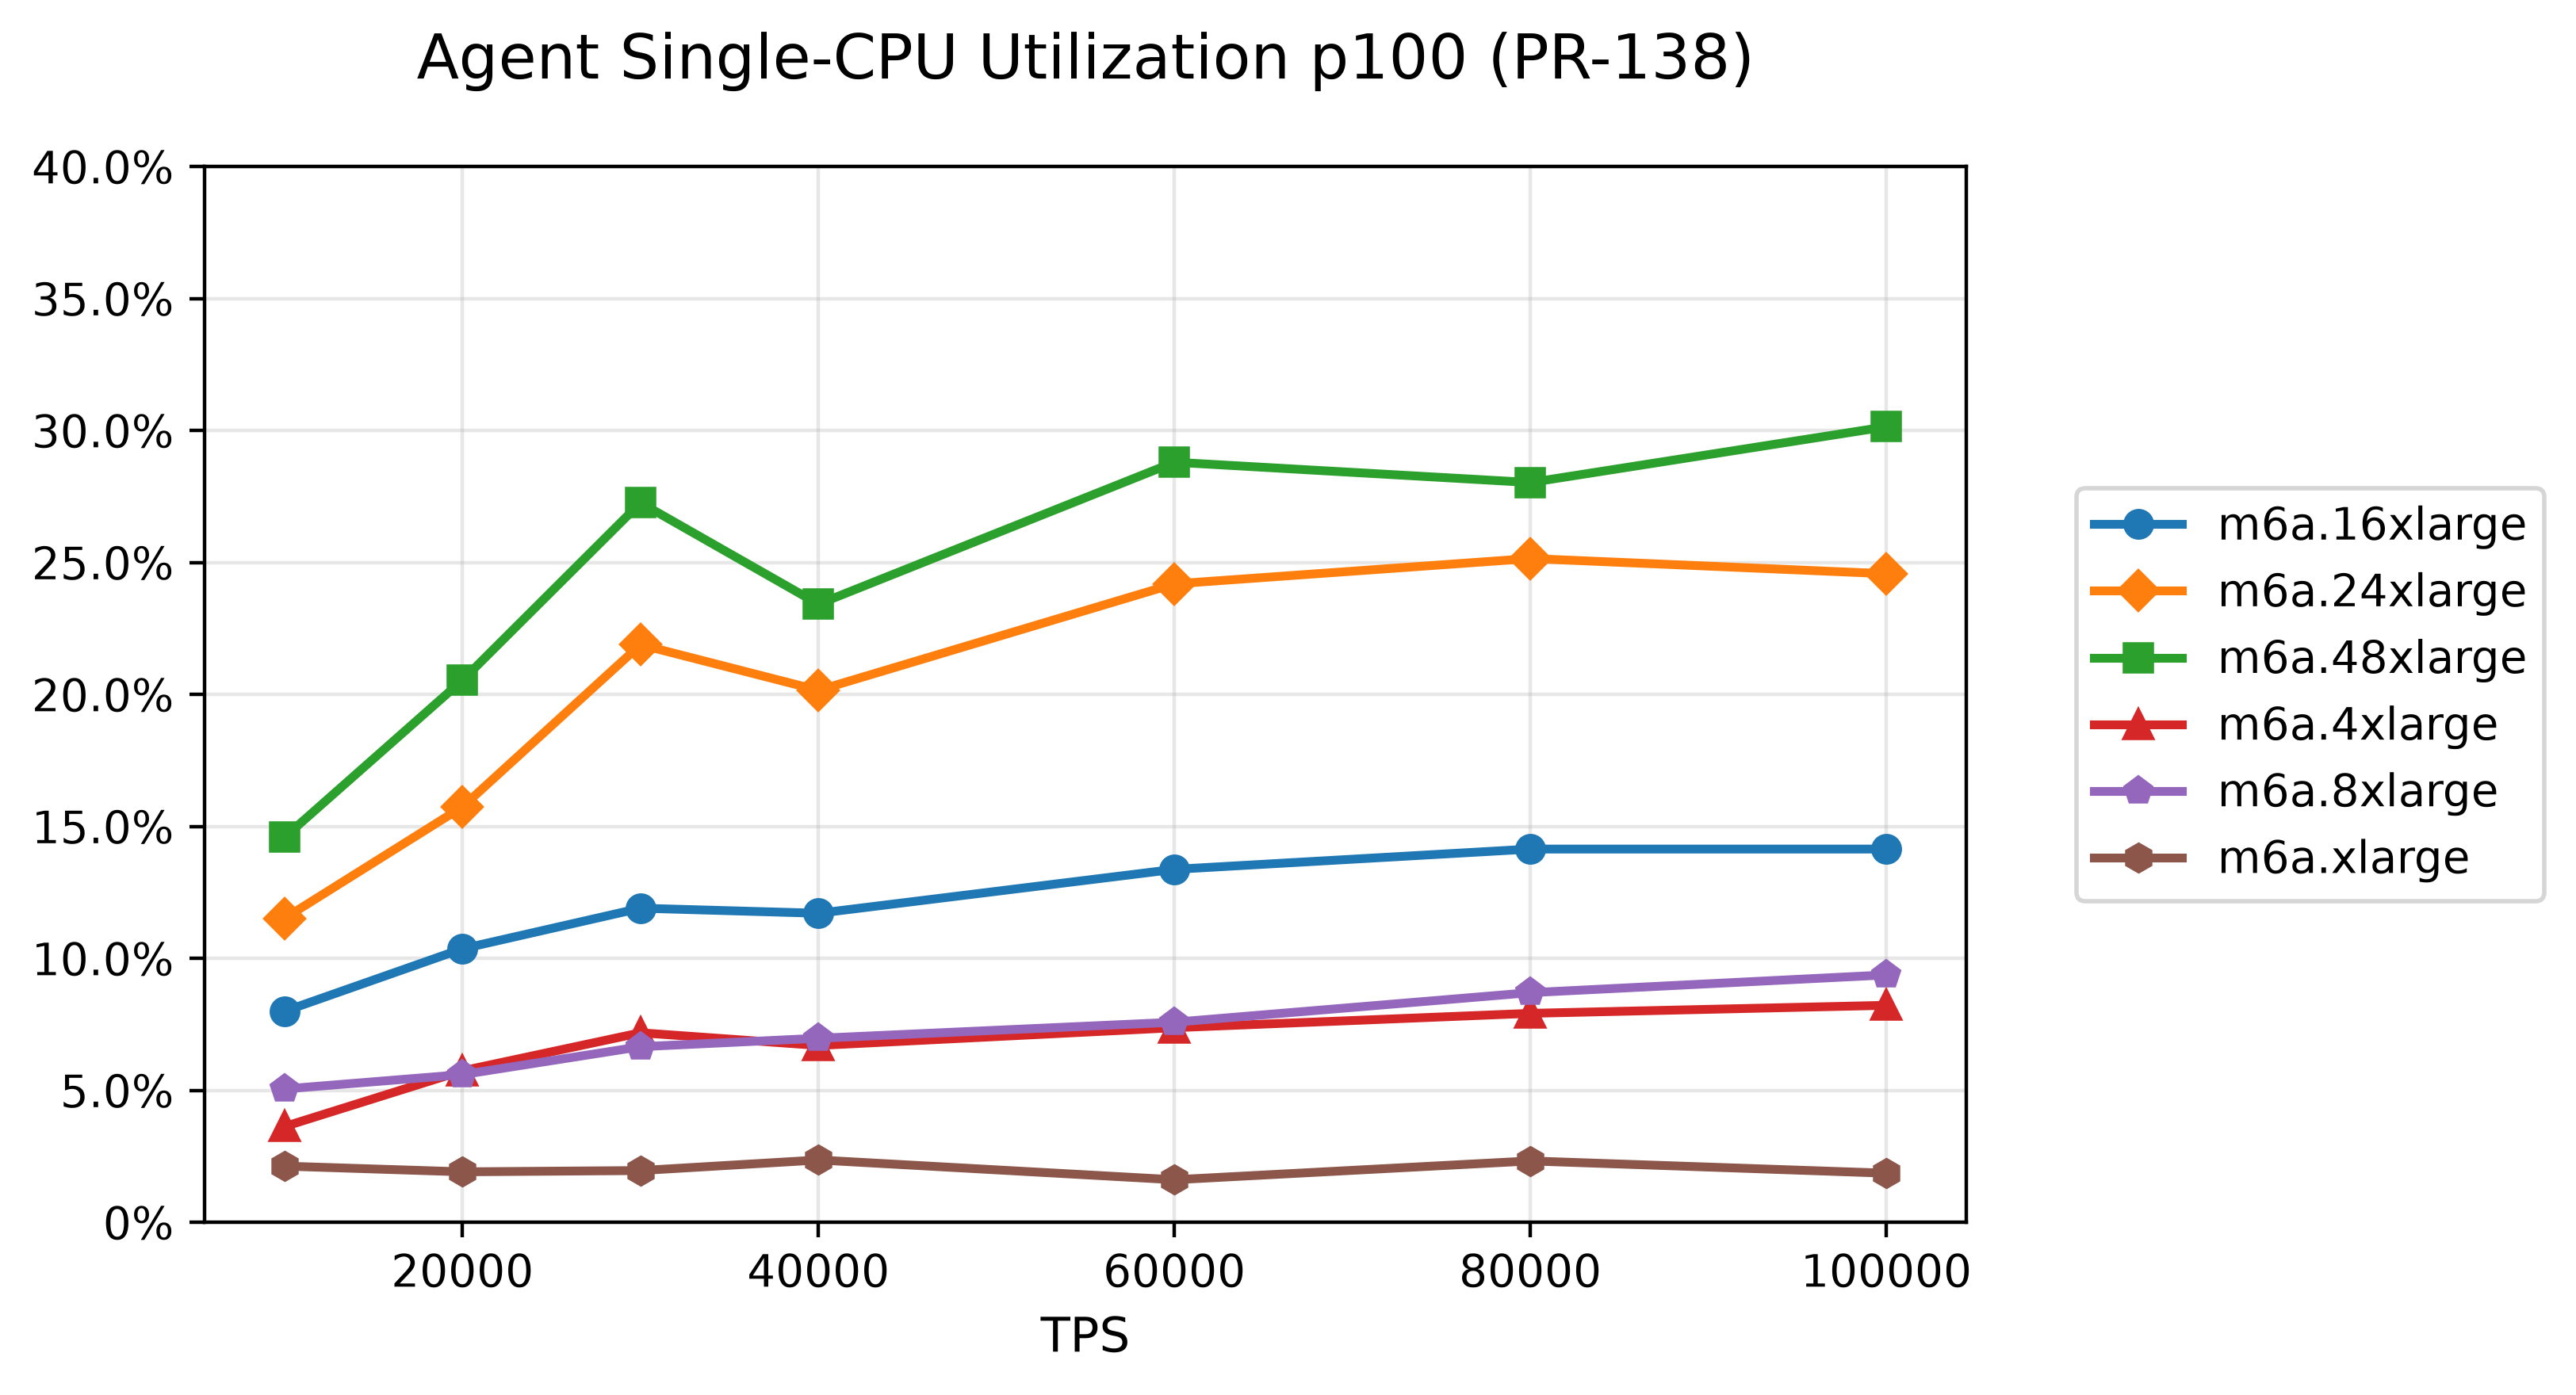 Agent Single-CPU Utilization p100 (PR-138)
40.0%
35.0%
30.0%
25.0%
20.0%
15.0%
10.0%
5.0%
0%
20000 40000 60000 80000 100000
TPS
m6a.16xlarge
m6a.24xlarge
m6a.48xlarge
m6a.4xlarge
m6a.8xlarge
m6a.xlarge